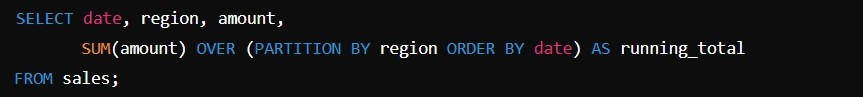 SELECT date, region, amount,
SUM(amount) OVER (PARTITION BY region ORDER BY date) AS running_total
FROM sales;